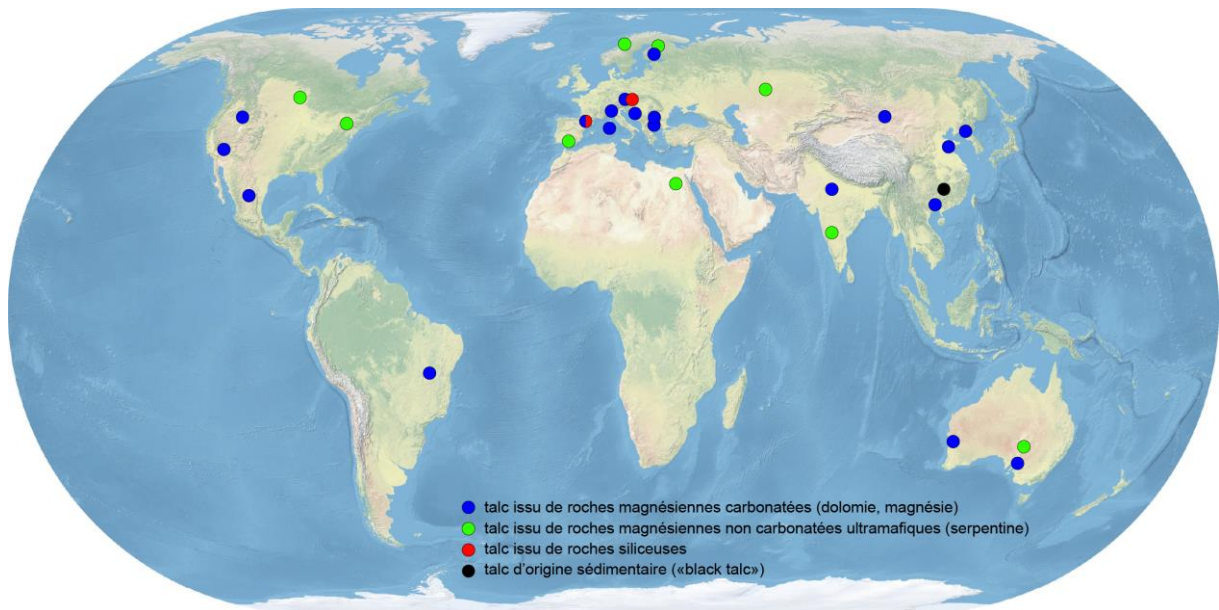 talc issu de roches magnésiennes carbonatées (dolomie, magnésie)
talc issu de roches magnésiennes non carbonatées ultramafiques (serpentine)
talc issu de roches siliceuses
talc d'origine sédimentaire («black talc»)